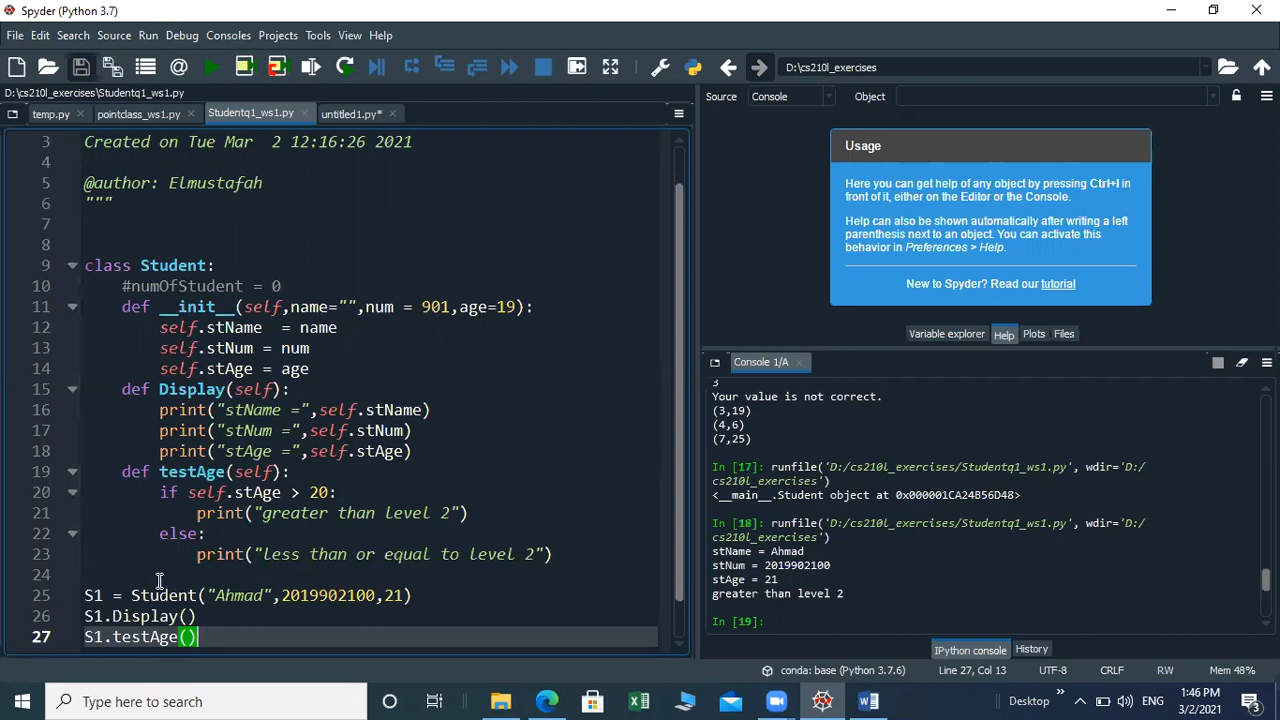 Spyder (Python 3.7)
File Edit Search Source Run Debug Consoles Projects Tools View Help
D:\cs210l_exercises
D:\cs210l_exercises\Studentq1_ws1.py
temp.py pointclass_ws1.py Studentq1_ws1.py untitled1.py*
3 Created on Tue Mar  2 12:16:26 2021
4
5 @author: Elmustafah
6 """
7
8
9 class Student:
10 #numOfStudent = 0
11 def __init__(self,name="",num = 901,age=19):
12 self.stName  = name
13 self.stNum = num
14 self.stAge = age
15 def Display(self):
16 print("stName =",self.stName)
17 print("stNum =",self.stNum)
18 print("stAge =",self.stAge)
19 def testAge(self):
20 if self.stAge > 20:
21 print("greater than level 2")
22 else:
23 print("less than or equal to level 2")
24
25 S1 = Student("Ahmad",2019902100,21)
26 S1.Display()
27 S1.testAge()
Source Console Object
Usage
Here you can get help of any object by pressing Ctrl+I in
front of it, either on the Editor or the Console.
Help can also be shown automatically after writing a left
parenthesis next to an object. You can activate this
behavior in Preferences > Help.
New to Spyder? Read our tutorial
Variable explorer Help Plots Files
Console 1/A
3
Your value is not correct.
(3,19)
(4,6)
(7,25)
In [17]: runfile('D:/cs210l_exercises/Studentq1_ws1.py', wdir='D:/
cs210l_exercises')
<__main__.Student object at 0x000001CA24B56D48>
In [18]: runfile('D:/cs210l_exercises/Studentq1_ws1.py', wdir='D:/
cs210l_exercises')
stName = Ahmad
stNum = 2019902100
stAge = 21
greater than level 2
In [19]:
IPython console History
conda: base (Python 3.7.6) Line 27, Col 13 UTF-8 CRLF RW Mem 48%
Type here to search
Desktop
ENG
1:46 PM
3/2/2021
3